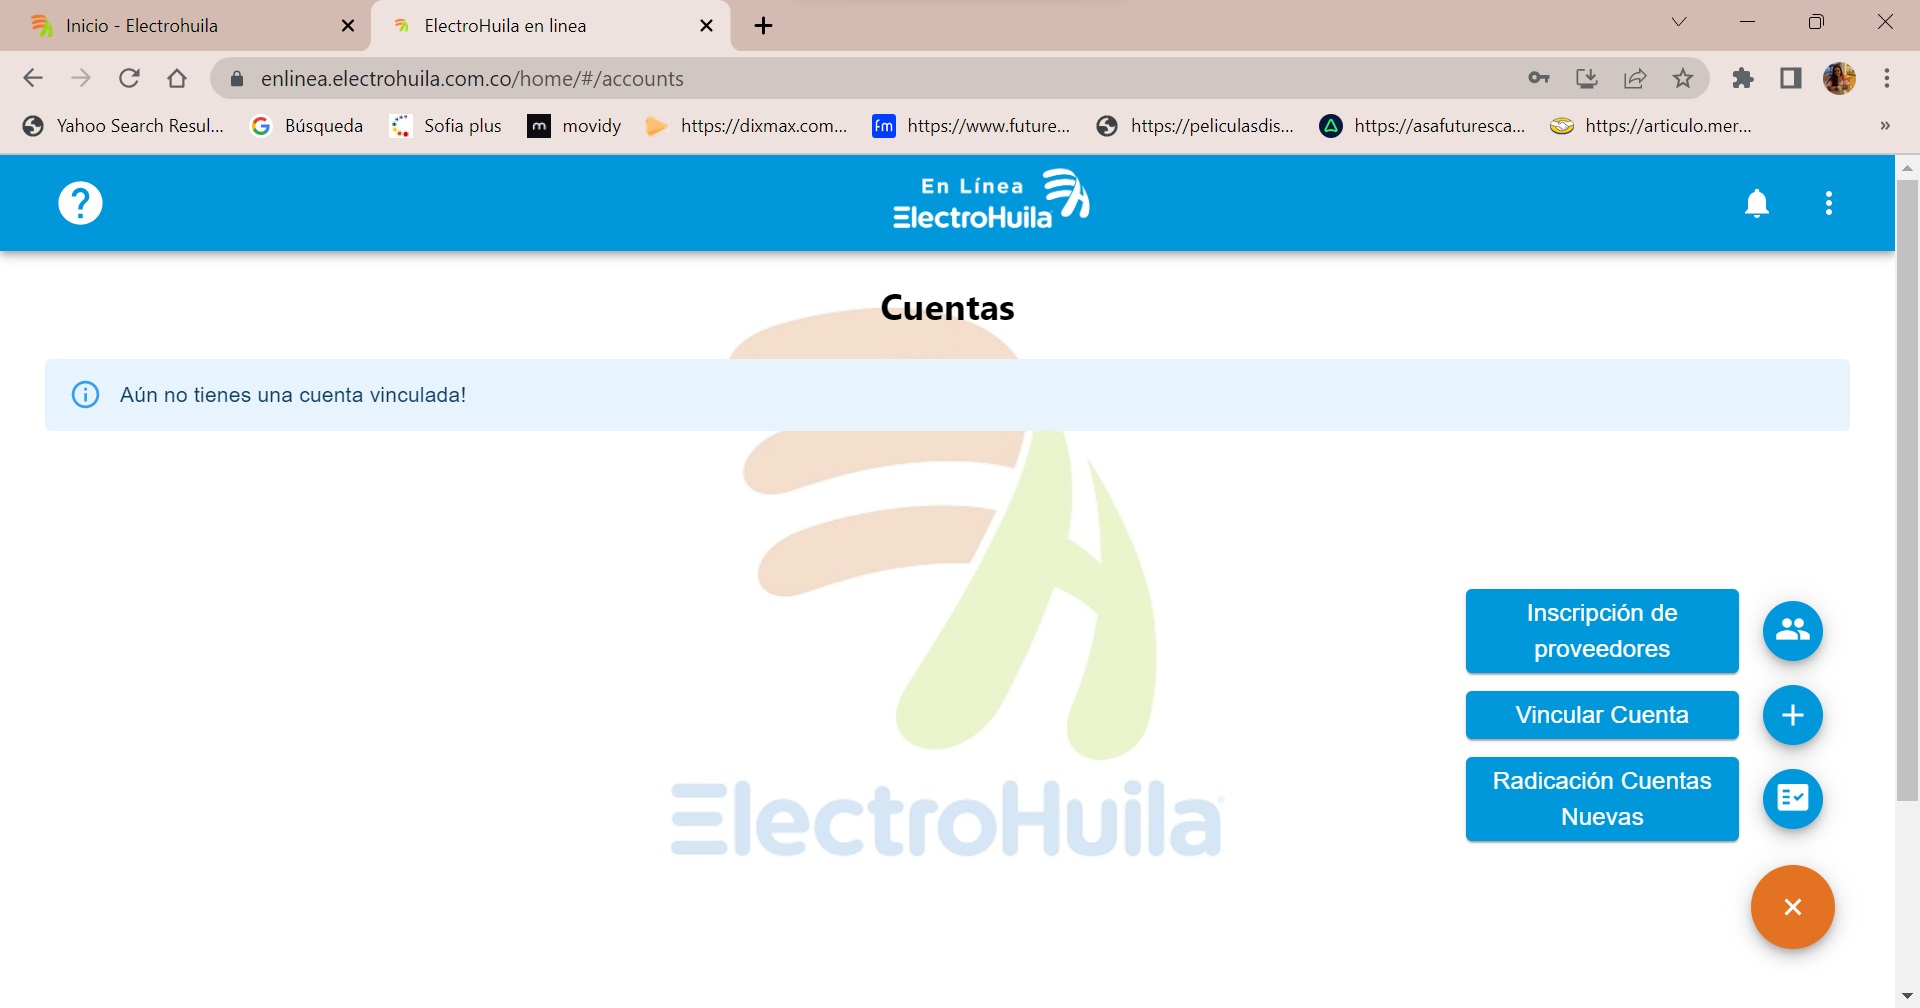 Inicio - Electrohuila
ElectroHuila en linea
enlinea.electrohuila.com.co/home/#/accounts
Yahoo Search Resul...
Búsqueda
Sofia plus
m
movidy
https://dixmax.com...
fm
https://www.future...
https://peliculasdis...
https://asafuturesca...
https://articulo.mer...
»
En Línea
ElectroHuila
Cuentas
Aún no tienes una cuenta vinculada!
Inscripción de
proveedores
Vincular Cuenta
Radicación Cuentas
Nuevas
ElectroHuila